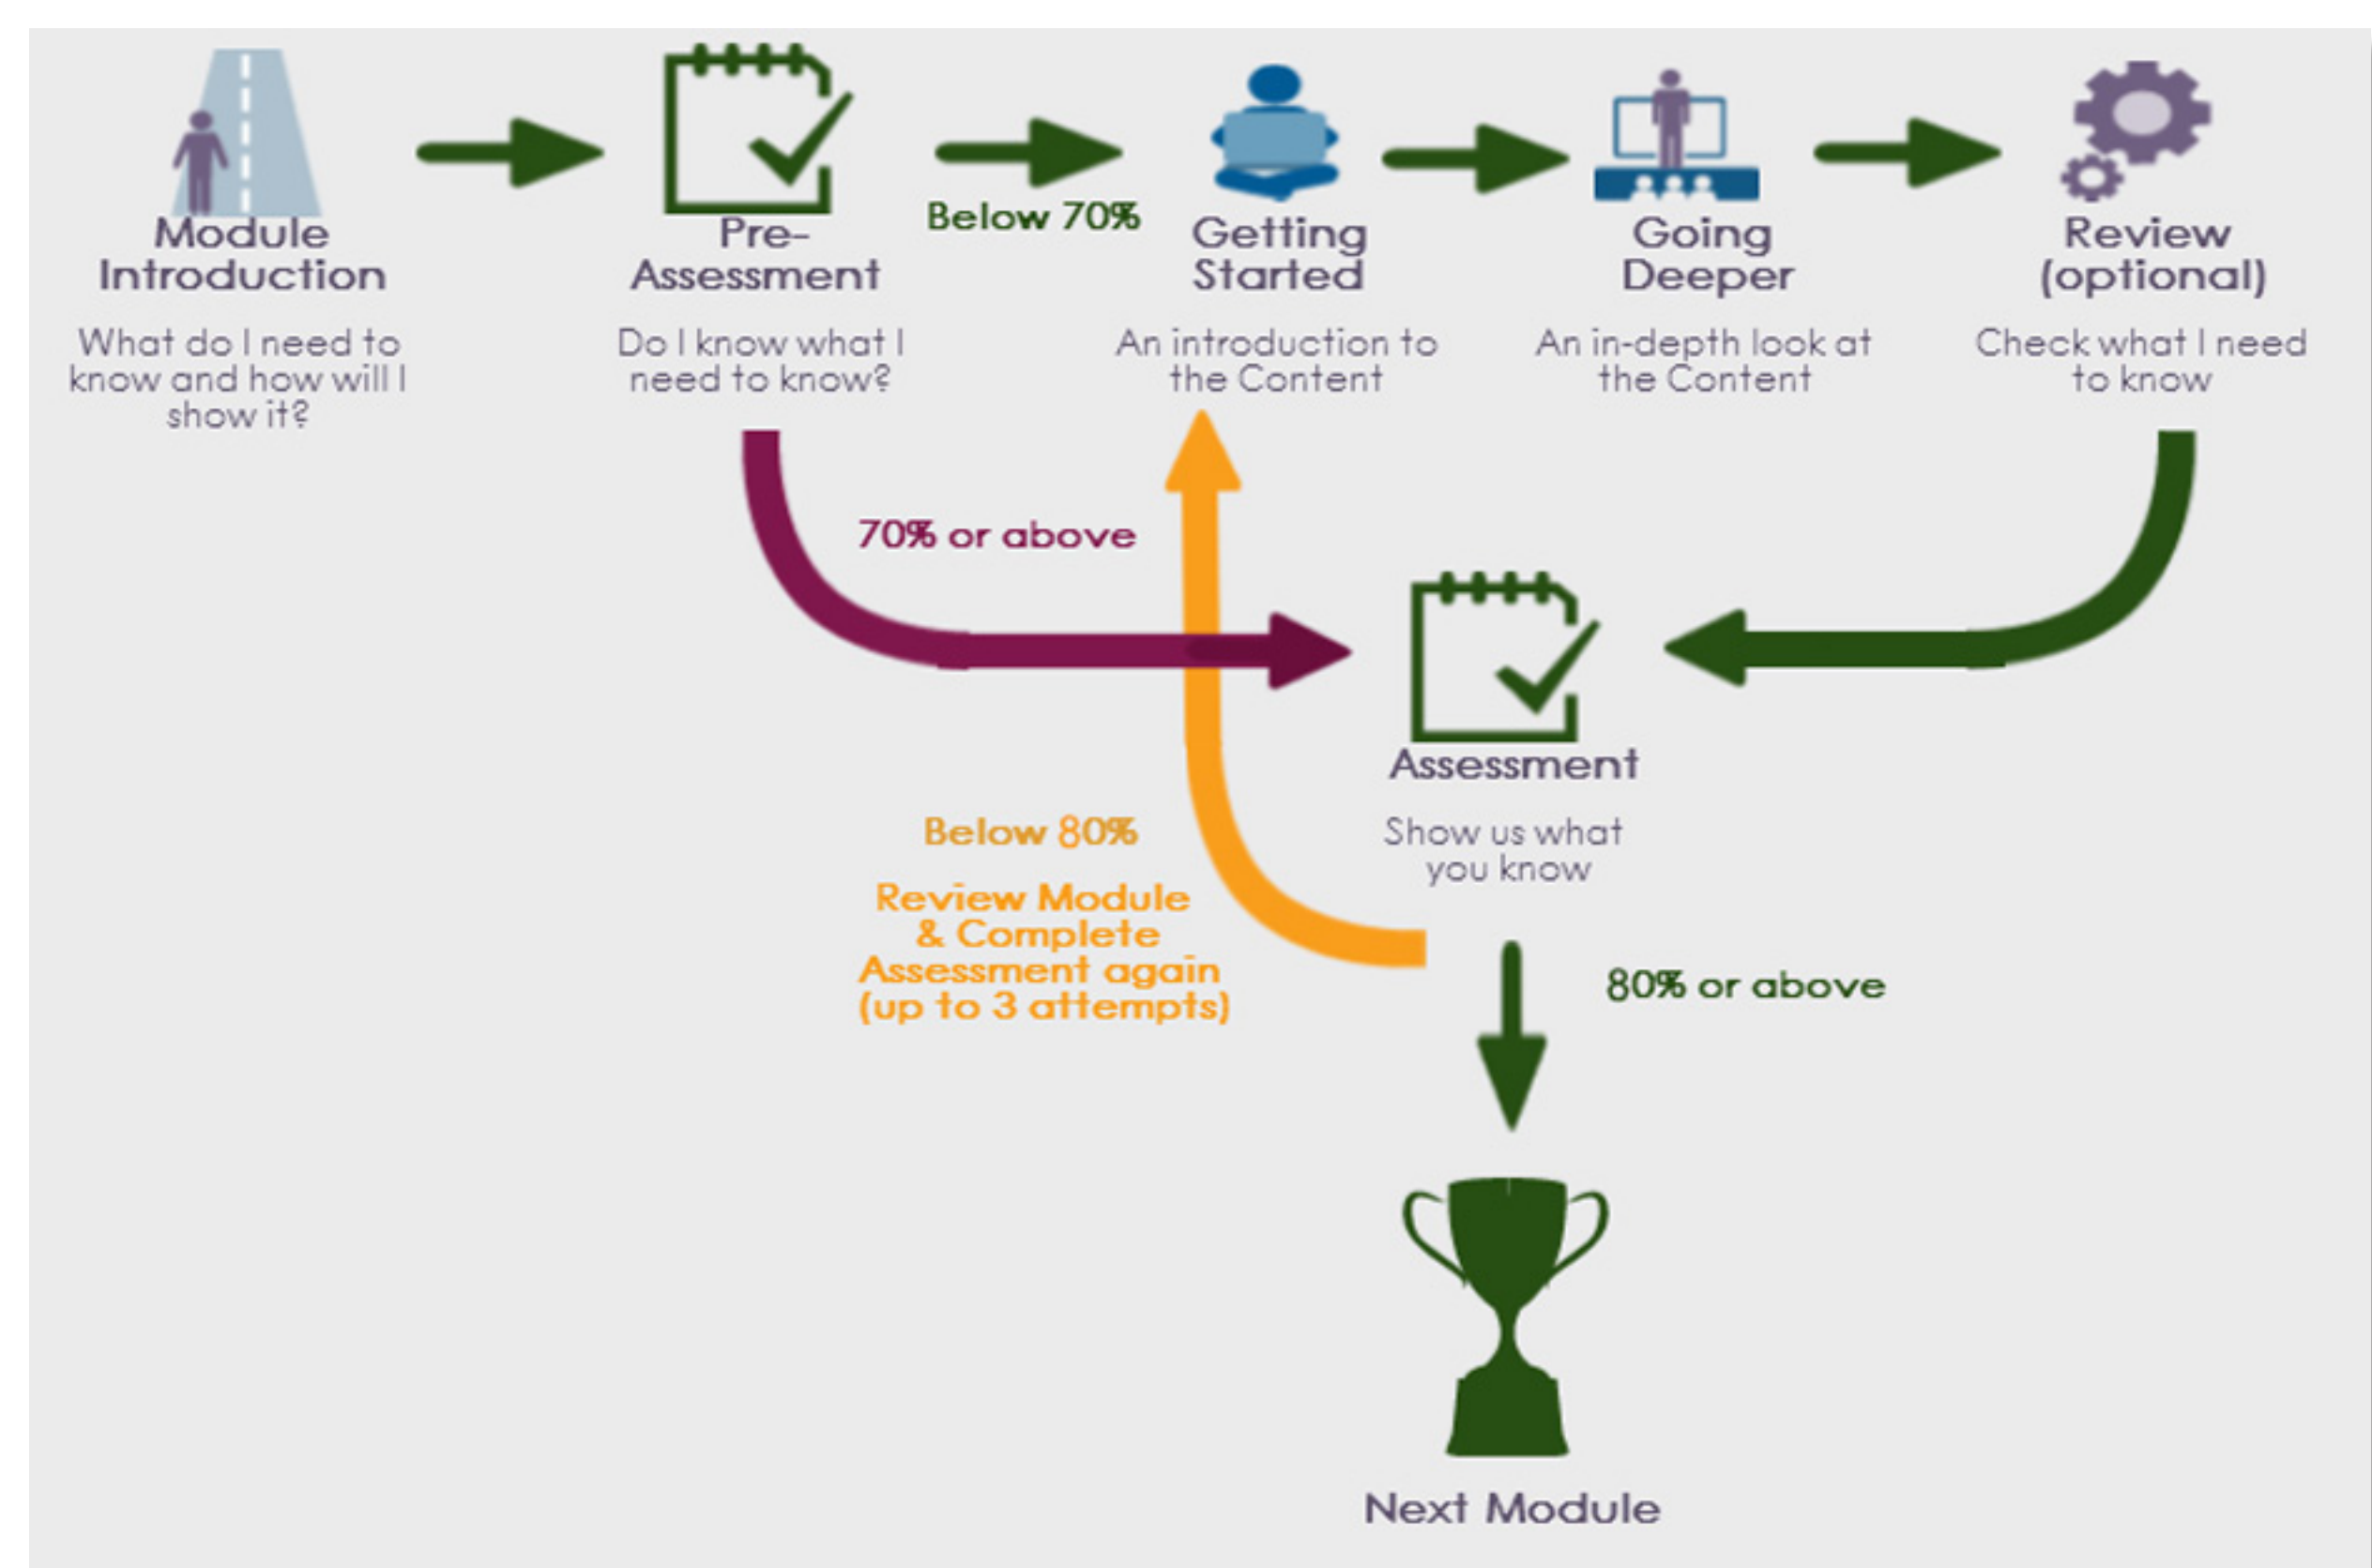 Module
Introduction
What do I need to
know and how will I
show it?
Pre-
Assessment
Do I know what I
need to know?
Below 70%
Getting
Started
An introduction to
the Content
Going
Deeper
An in-depth look at
the Content
Review
(optional)
Check what I need
to know
70% or above
Assessment
Show us what
you know
Below 80%
Review Module
& Complete
Assessment again
(up to 3 attempts)
80% or above
Next Module